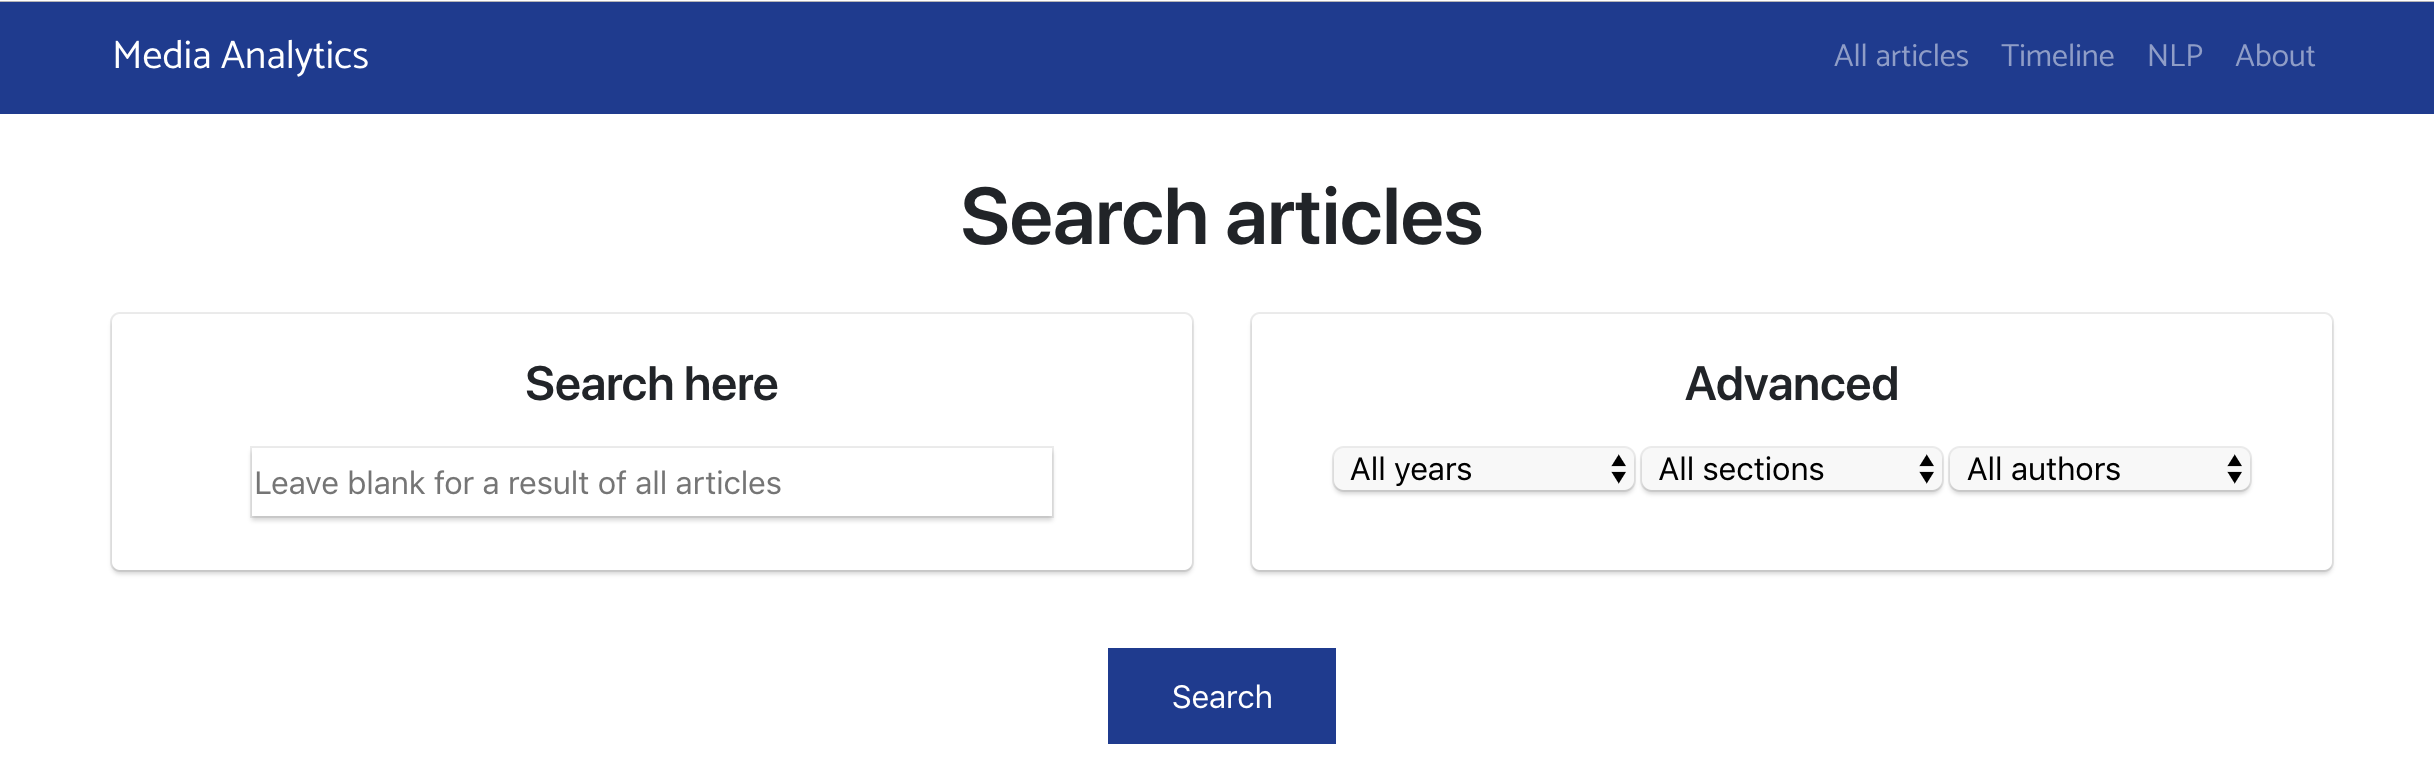 Media Analytics
All articles Timeline NLP About
Search articles
Search here
Leave blank for a result of all articles
Advanced
All years All sections All authors
Search